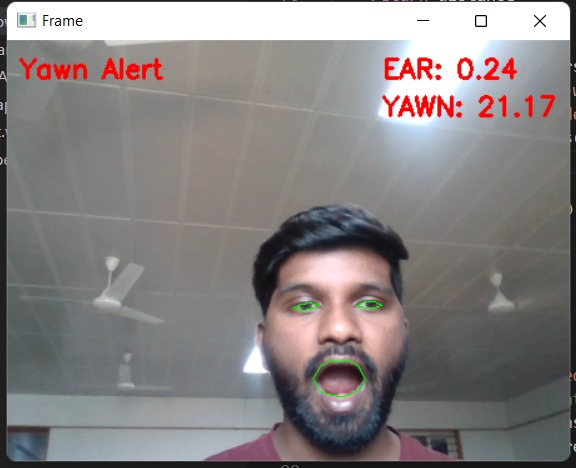 Frame
Yawn Alert
EAR: 0.24
YAWN: 21.17